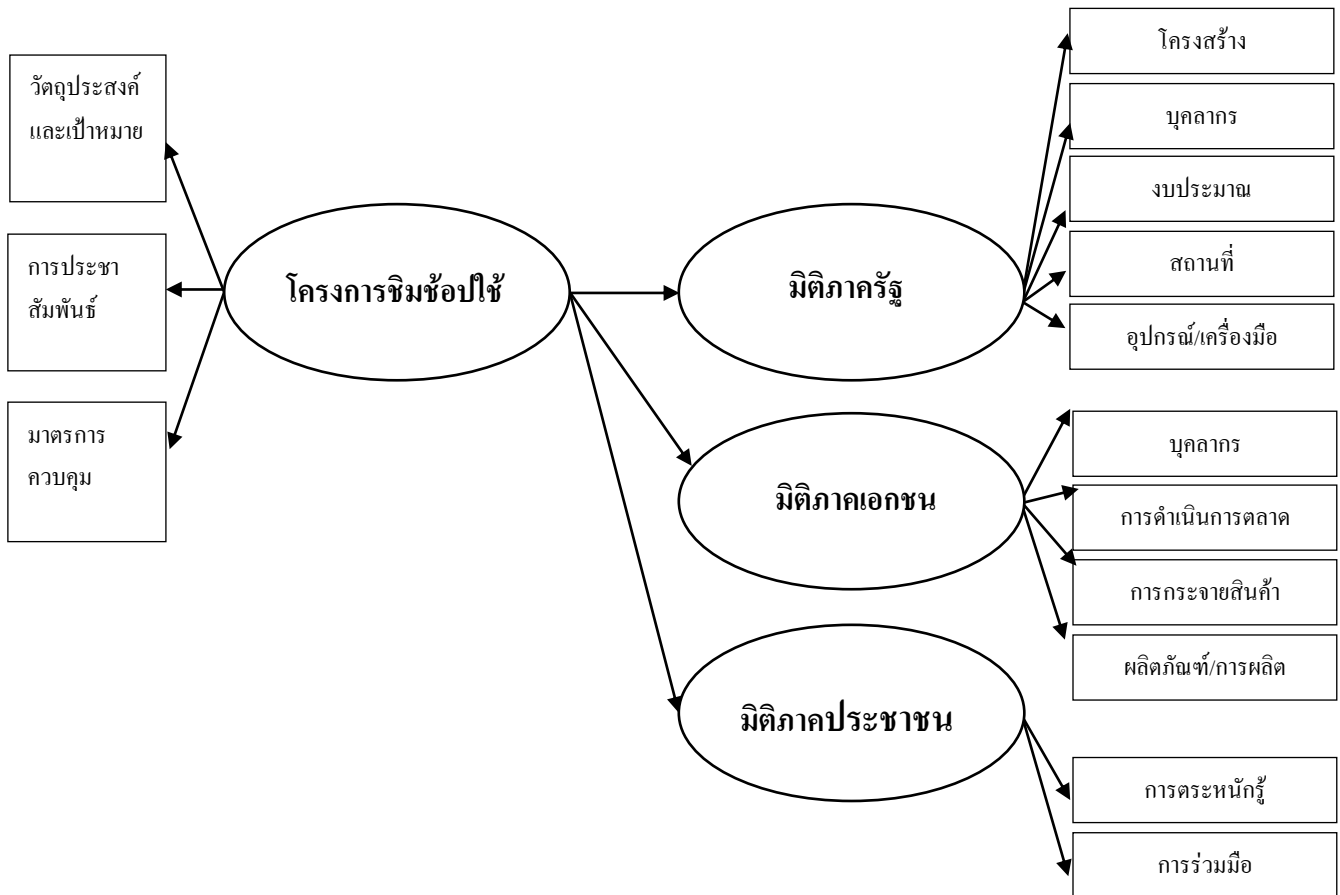 วัตถุประสงค์
และเป้าหมาย
การประชา
สัมพันธ์
มาตรการ
ควบคุม
โครงการชิมช้อปใช้
มิติภาครัฐ
โครงสร้าง
บุคลากร
งบประมาณ
สถานที่
อุปกรณ์/เครื่องมือ
มิติภาคเอกชน
บุคลากร
การดำเนินการตลาด
การกระจายสินค้า
ผลิตภัณฑ์/การผลิต
มิติภาคประชาชน
การตระหนักรู้
การร่วมมือ